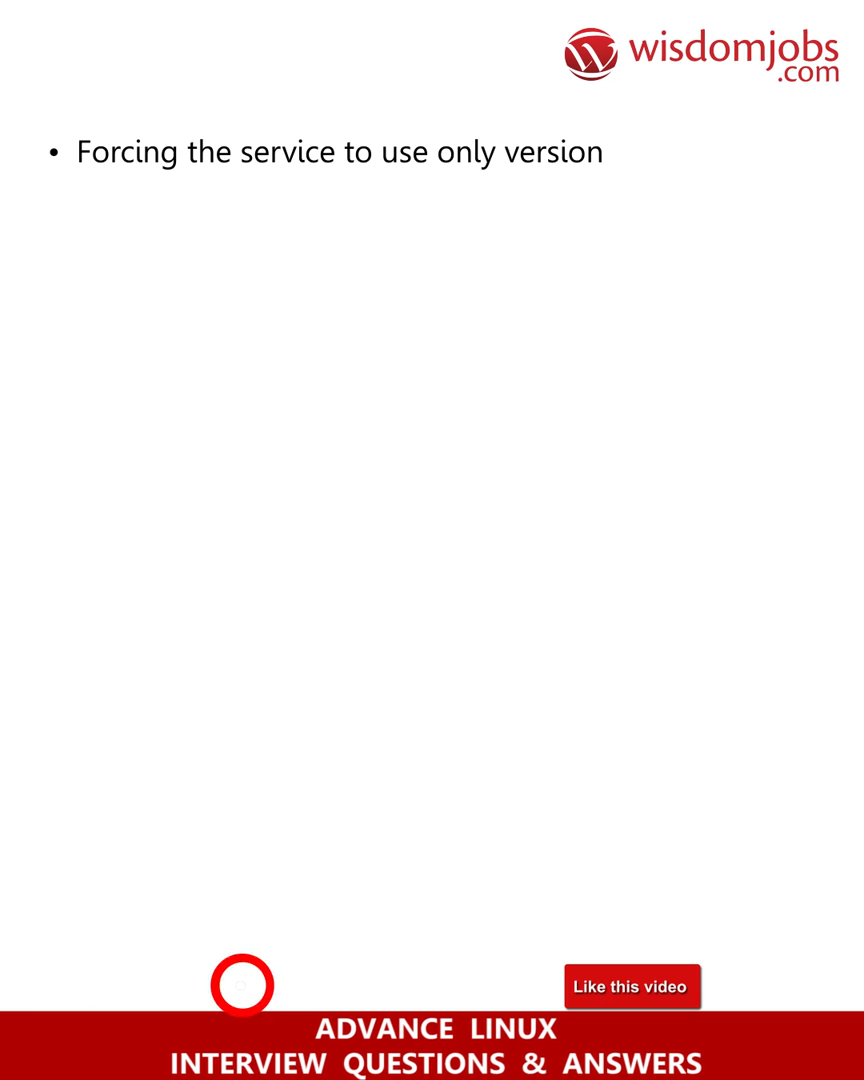 wisdomjobs
.com
• Forcing the service to use only version
Like this video
ADVANCE LINUX
INTERVIEW QUESTIONS & ANSWERS